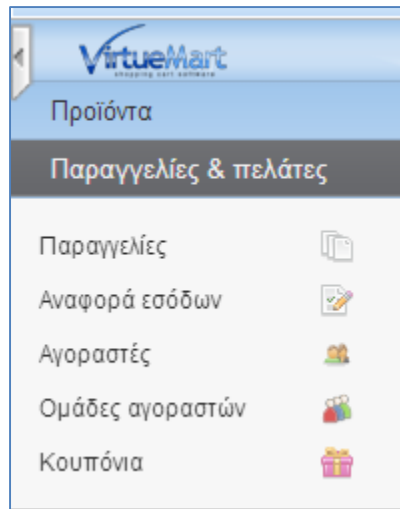 VirtueMart
shopping cart software
Προϊόντα
Παραγγελίες & πελάτες
Παραγγελίες
Αναφορά εσόδων
Αγοραστές
Ομάδες αγοραστών
Κουπόνια